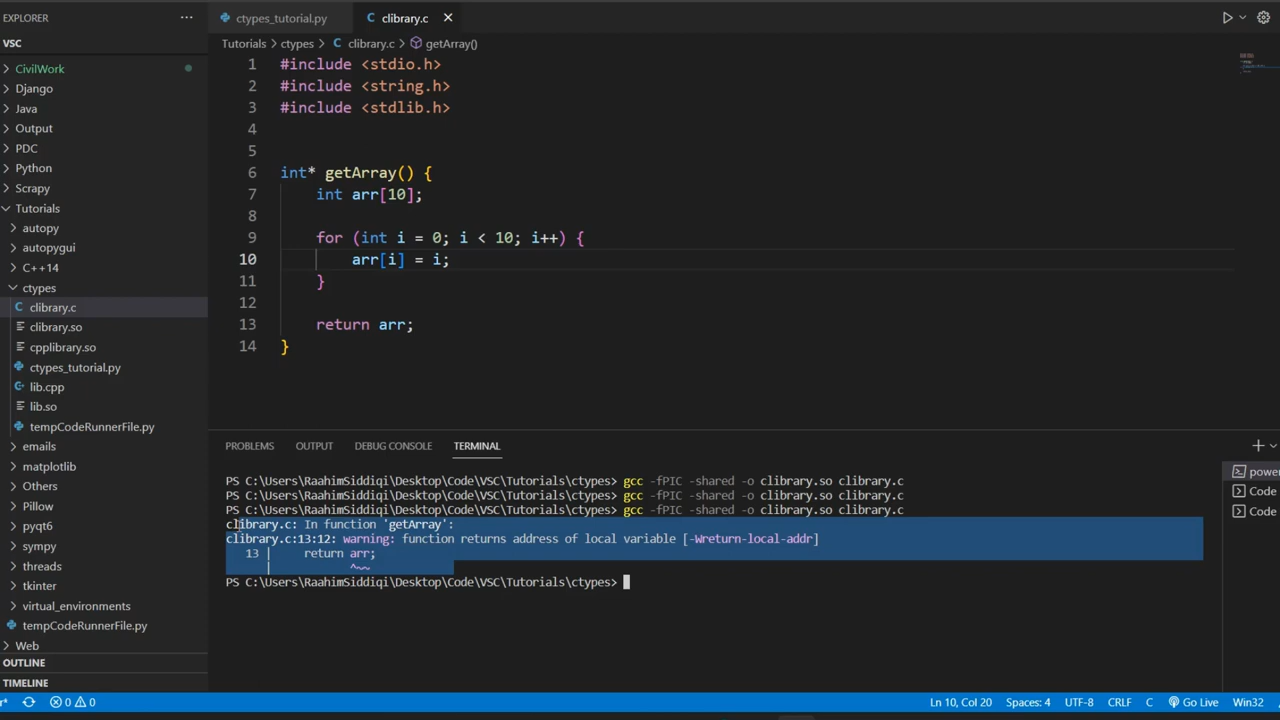 EXPLORER
...
ctypes_tutorial.py
clibrary.c
VSC
Tutorials > ctypes > C clibrary.c > getArray()
CivilWork
Django
Java
Output
PDC
Python
Scrapy
Tutorials
autopy
autopygui
C++14
ctypes
C clibrary.c
clibrary.so
cpplibrary.so
ctypes_tutorial.py
lib.cpp
lib.so
tempCodeRunnerFile.py
emails
matplotlib
Others
Pillow
pyqt6
sympy
threads
tkinter
virtual_environments
tempCodeRunnerFile.py
Web
OUTLINE
TIMELINE
1 #include <stdio.h>
2 #include <string.h>
3 #include <stdlib.h>
4
5
6 int* getArray() {
7 int arr[10];
8
9 for (int i = 0; i < 10; i++) {
10 arr[i] = i;
11 }
12
13 return arr;
14 }
PROBLEMS OUTPUT DEBUG CONSOLE TERMINAL
PS C:\Users\RaahimSiddiqi\Desktop\Code\VSC\Tutorials\ctypes> gcc -fPIC -shared -o clibrary.so clibrary.c
PS C:\Users\RaahimSiddiqi\Desktop\Code\VSC\Tutorials\ctypes> gcc -fPIC -shared -o clibrary.so clibrary.c
PS C:\Users\RaahimSiddiqi\Desktop\Code\VSC\Tutorials\ctypes> gcc -fPIC -shared -o clibrary.so clibrary.c
clibrary.c: In function 'getArray':
clibrary.c:13:12: warning: function returns address of local variable [-Wreturn-local-addr]
13 | return arr;
| ^~~
PS C:\Users\RaahimSiddiqi\Desktop\Code\VSC\Tutorials\ctypes>
power
Code
Code
r* 0 0 Ln 10, Col 20 Spaces: 4 UTF-8 CRLF C Go Live Win32